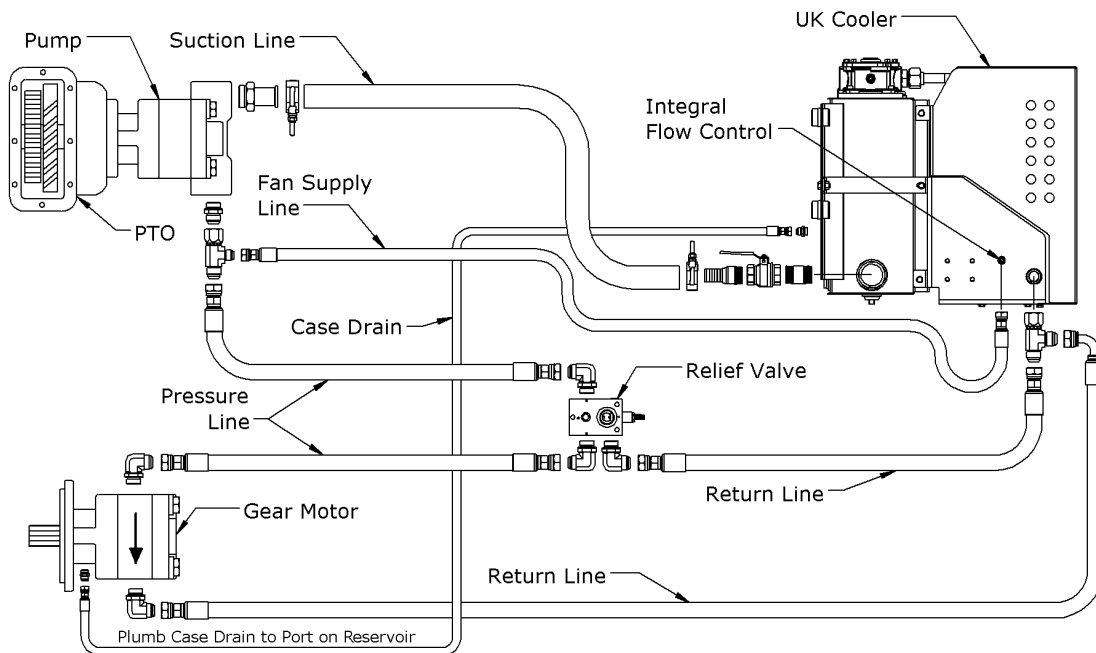 Pump
Suction Line
UK Cooler
Integral
Flow Control
Fan Supply
Line
PTO
Case Drain
Relief Valve
Pressure
Line
Return Line
Gear Motor
Return Line
Plumb Case Drain to Port on Reservoir